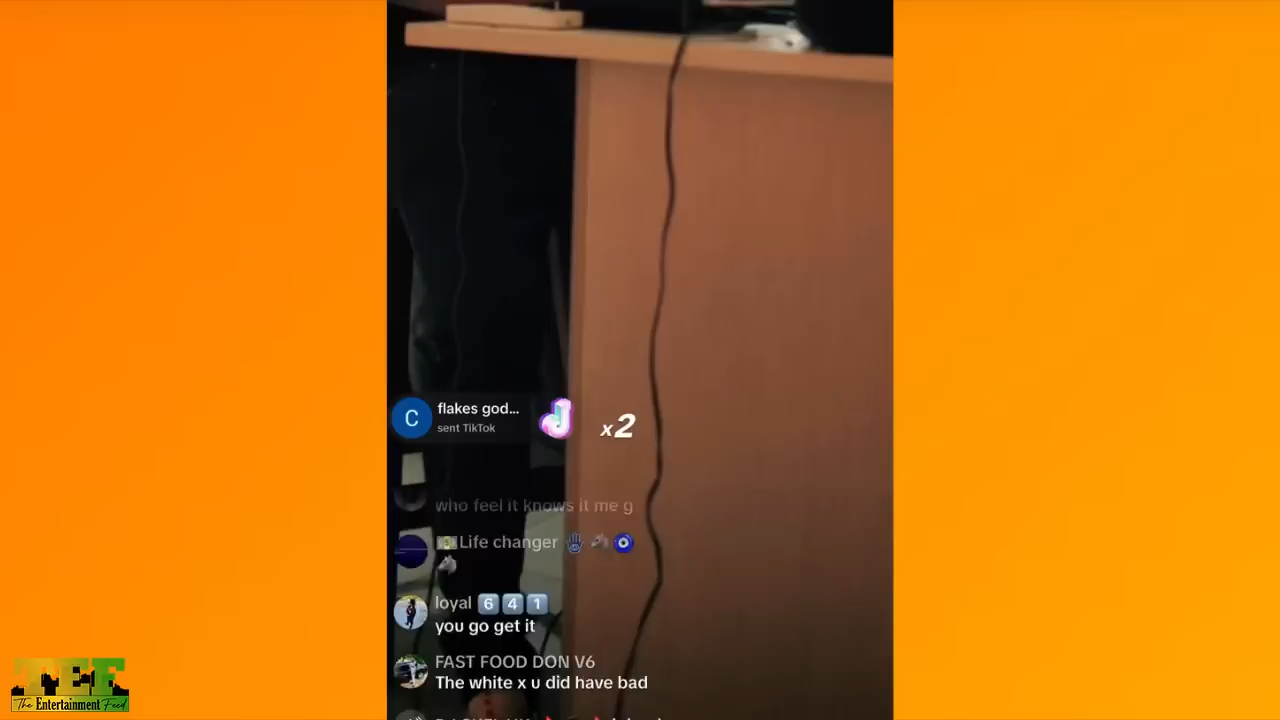 C
flakes god...
sent TikTok
x2
who feel it knows it me g
Life changer
loyal 6 4 1
you go get it
FAST FOOD DON V6
The white x u did have bad
TEF
The Entertainment Feed